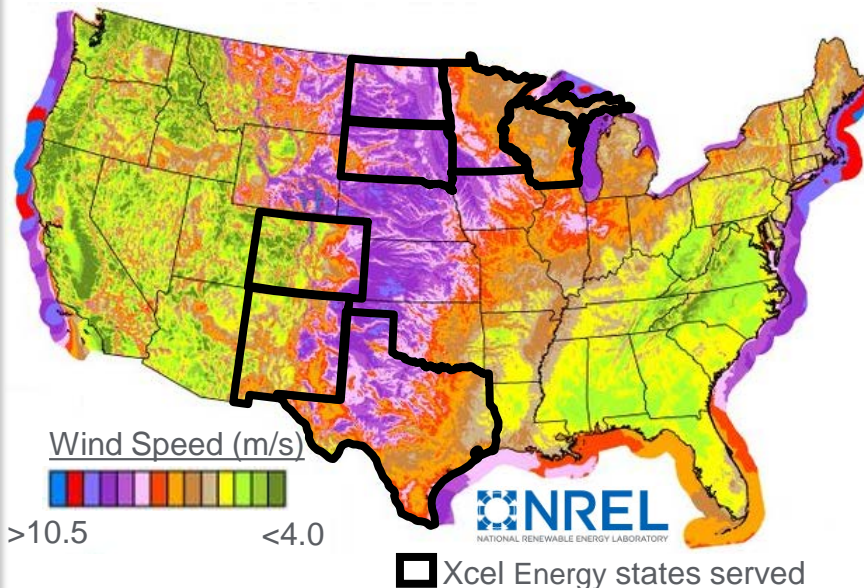 Wind Speed (m/s)
>10.5 <4.0
NREL
NATIONAL RENEWABLE ENERGY LABORATORY
Xcel Energy states served